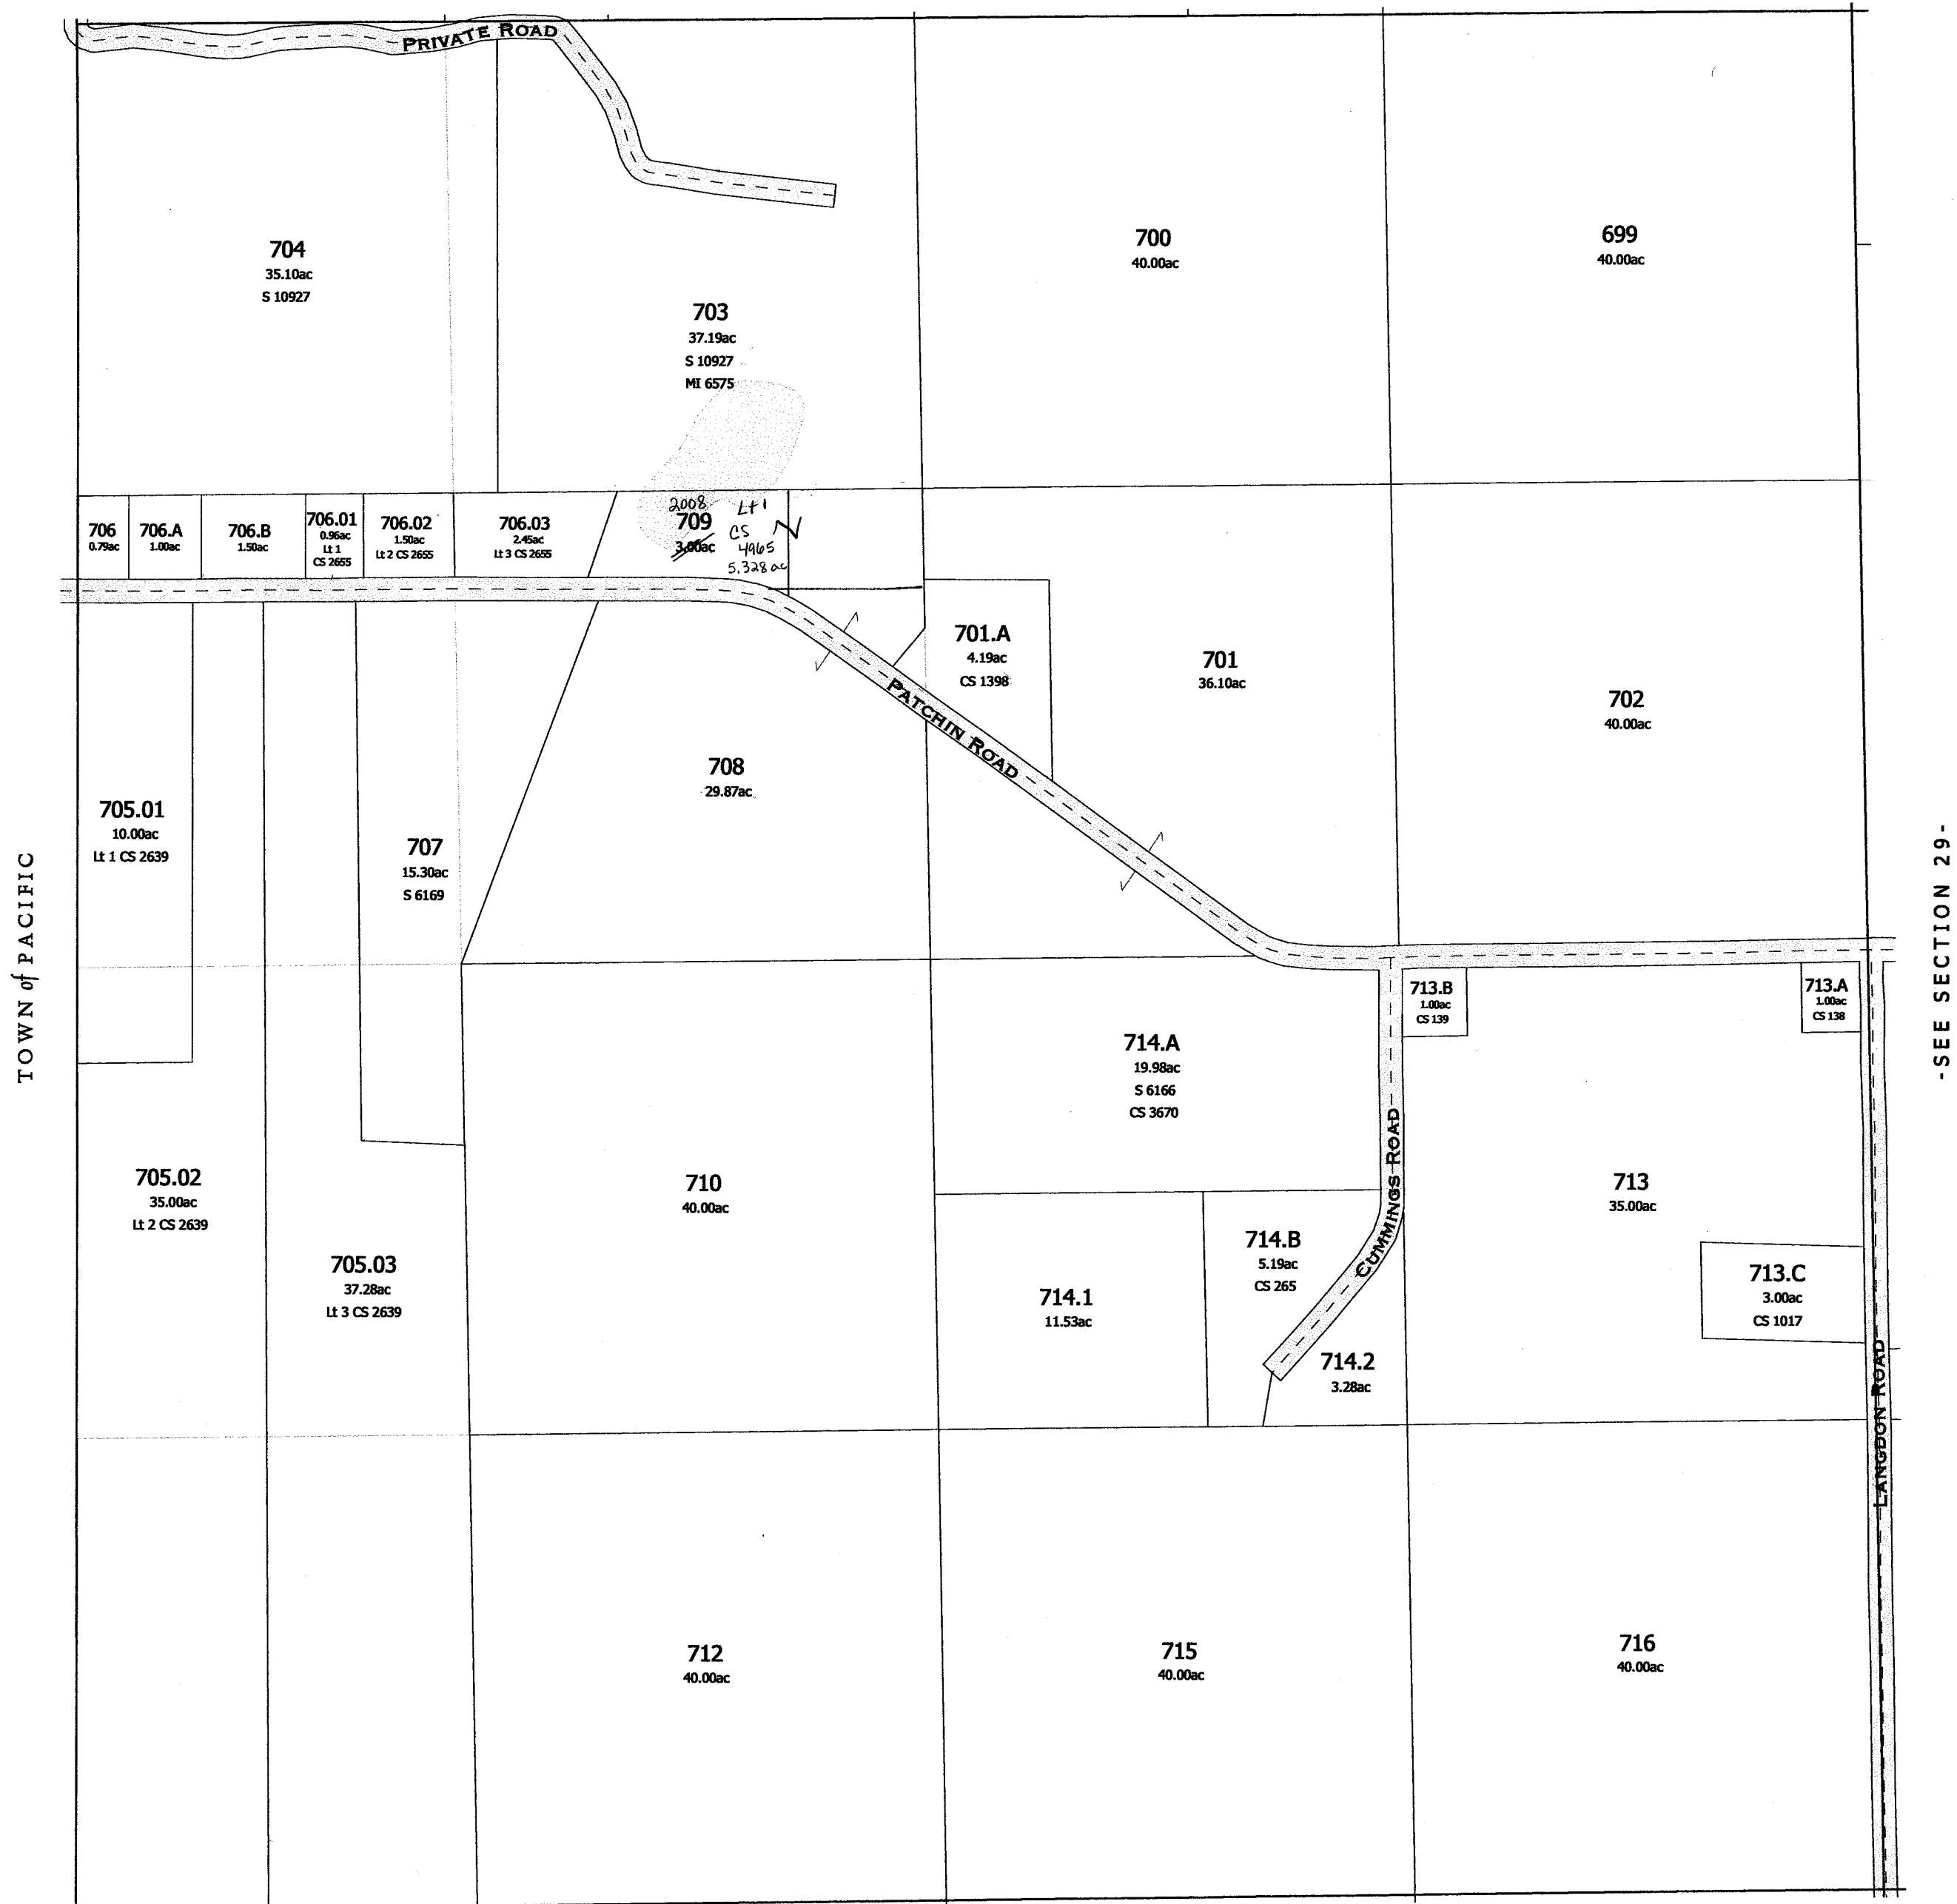 PRIVATE ROAD
704
35.10ac
S 10927
703
37.19ac
S 10927
MI 6575
700
40.00ac
699
40.00ac
706
0.79ac
706.A
1.00ac
706.B
1.50ac
706.01
0.96ac
Lt 1
CS 2655
706.02
1.50ac
Lt 2 CS 2655
706.03
2.45ac
Lt 3 CS 2655
2008
709
3.00ac
Lt 1
CS
4965
5.328 ac
701.A
4.19ac
CS 1398
701
36.10ac
702
40.00ac
PATCHIN ROAD
708
29.87ac
705.01
10.00ac
Lt 1 CS 2639
707
15.30ac
S 6169
TOWN of PACIFIC
-SEE SECTION 29-
713.B
1.00ac
CS 139
713.A
1.00ac
CS 138
714.A
19.98ac
S 6166
CS 3670
CUMMINGS ROAD
705.02
35.00ac
Lt 2 CS 2639
710
40.00ac
713
35.00ac
705.03
37.28ac
Lt 3 CS 2639
714.B
5.19ac
CS 265
714.1
11.53ac
713.C
3.00ac
CS 1017
714.2
3.28ac
LANGDON ROAD
712
40.00ac
715
40.00ac
716
40.00ac